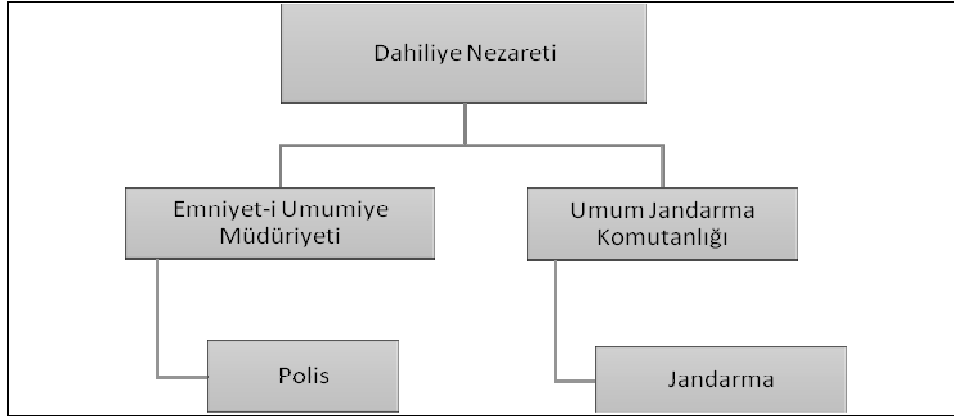 Dahiliye Nezareti
Emniyet-i Umumiye
Müdüriyeti
Umum Jandarma
Komutanlığı
Polis
Jandarma